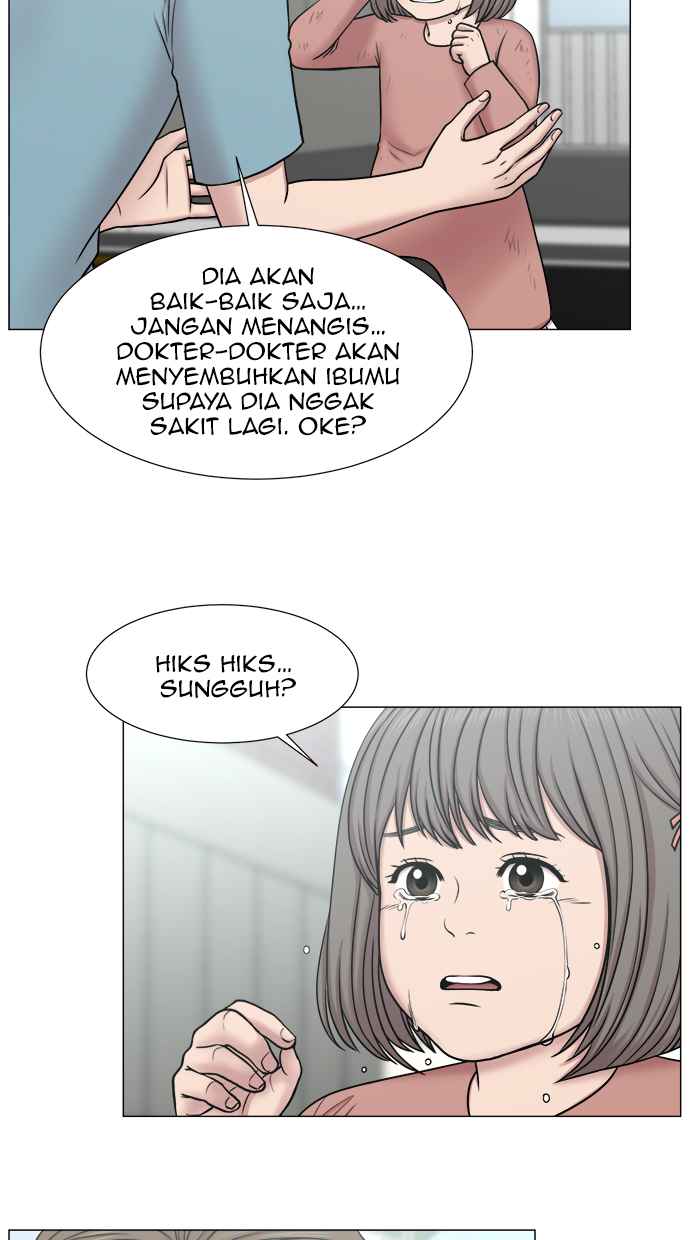 DIA AKAN
BAIK-BAIK SAJA...
JANGAN MENANGIS...
DOKTER-DOKTER AKAN
MENYEMBUHKAN IBUMU
SUPAYA DIA NGGAK
SAKIT LAGI. OKE?
HIKS HIKS...
SUNGGUH?